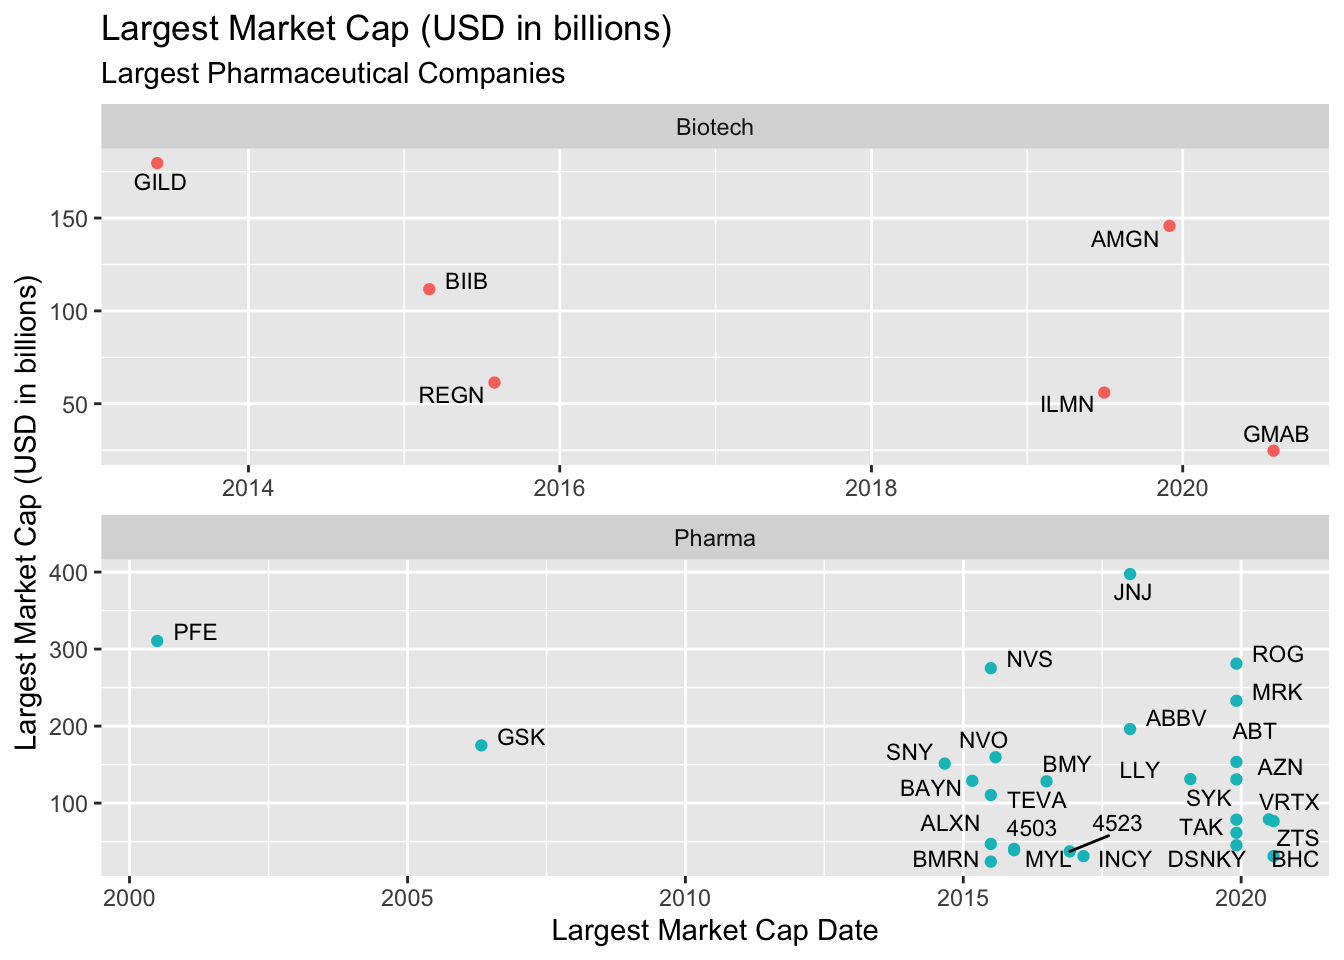 Largest Market Cap (USD in billions)
Largest Pharmaceutical Companies
Largest Market Cap (USD in billions)
Biotech
GILD
150
AMGN
BIIB
100
REGN
ILMN
50
GMAB
2014 2016 2018 2020
Pharma
400
JNJ
PFE
300
NVS
ROG
MRK
ABBV
200
ABT
GSK
NVO
SNY
BMY
LLY
AZN
BAYN
TEVA
SYK
VRTX
100
ALXN
4503
4523
TAK
ZTS
BMRN
MYL
INCY
DSNKY
BHC
2000 2005 2010 2015 2020
Largest Market Cap Date